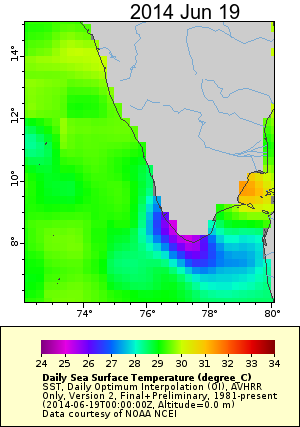 2014 Jun 19
14°
12°
10°
8°
74°
76°
78°
80°
24 25 26 27 28 29 30 31 32 33 34
Daily Sea Surface Temperature (degree_C)
SST, Daily Optimum Interpolation (OI), AVHRR
Only, Version 2, Final+Preliminary, 1981-present
(2014-06-19T00:00:00Z, Altitude=0.0 m)
Data courtesy of NOAA NCEI